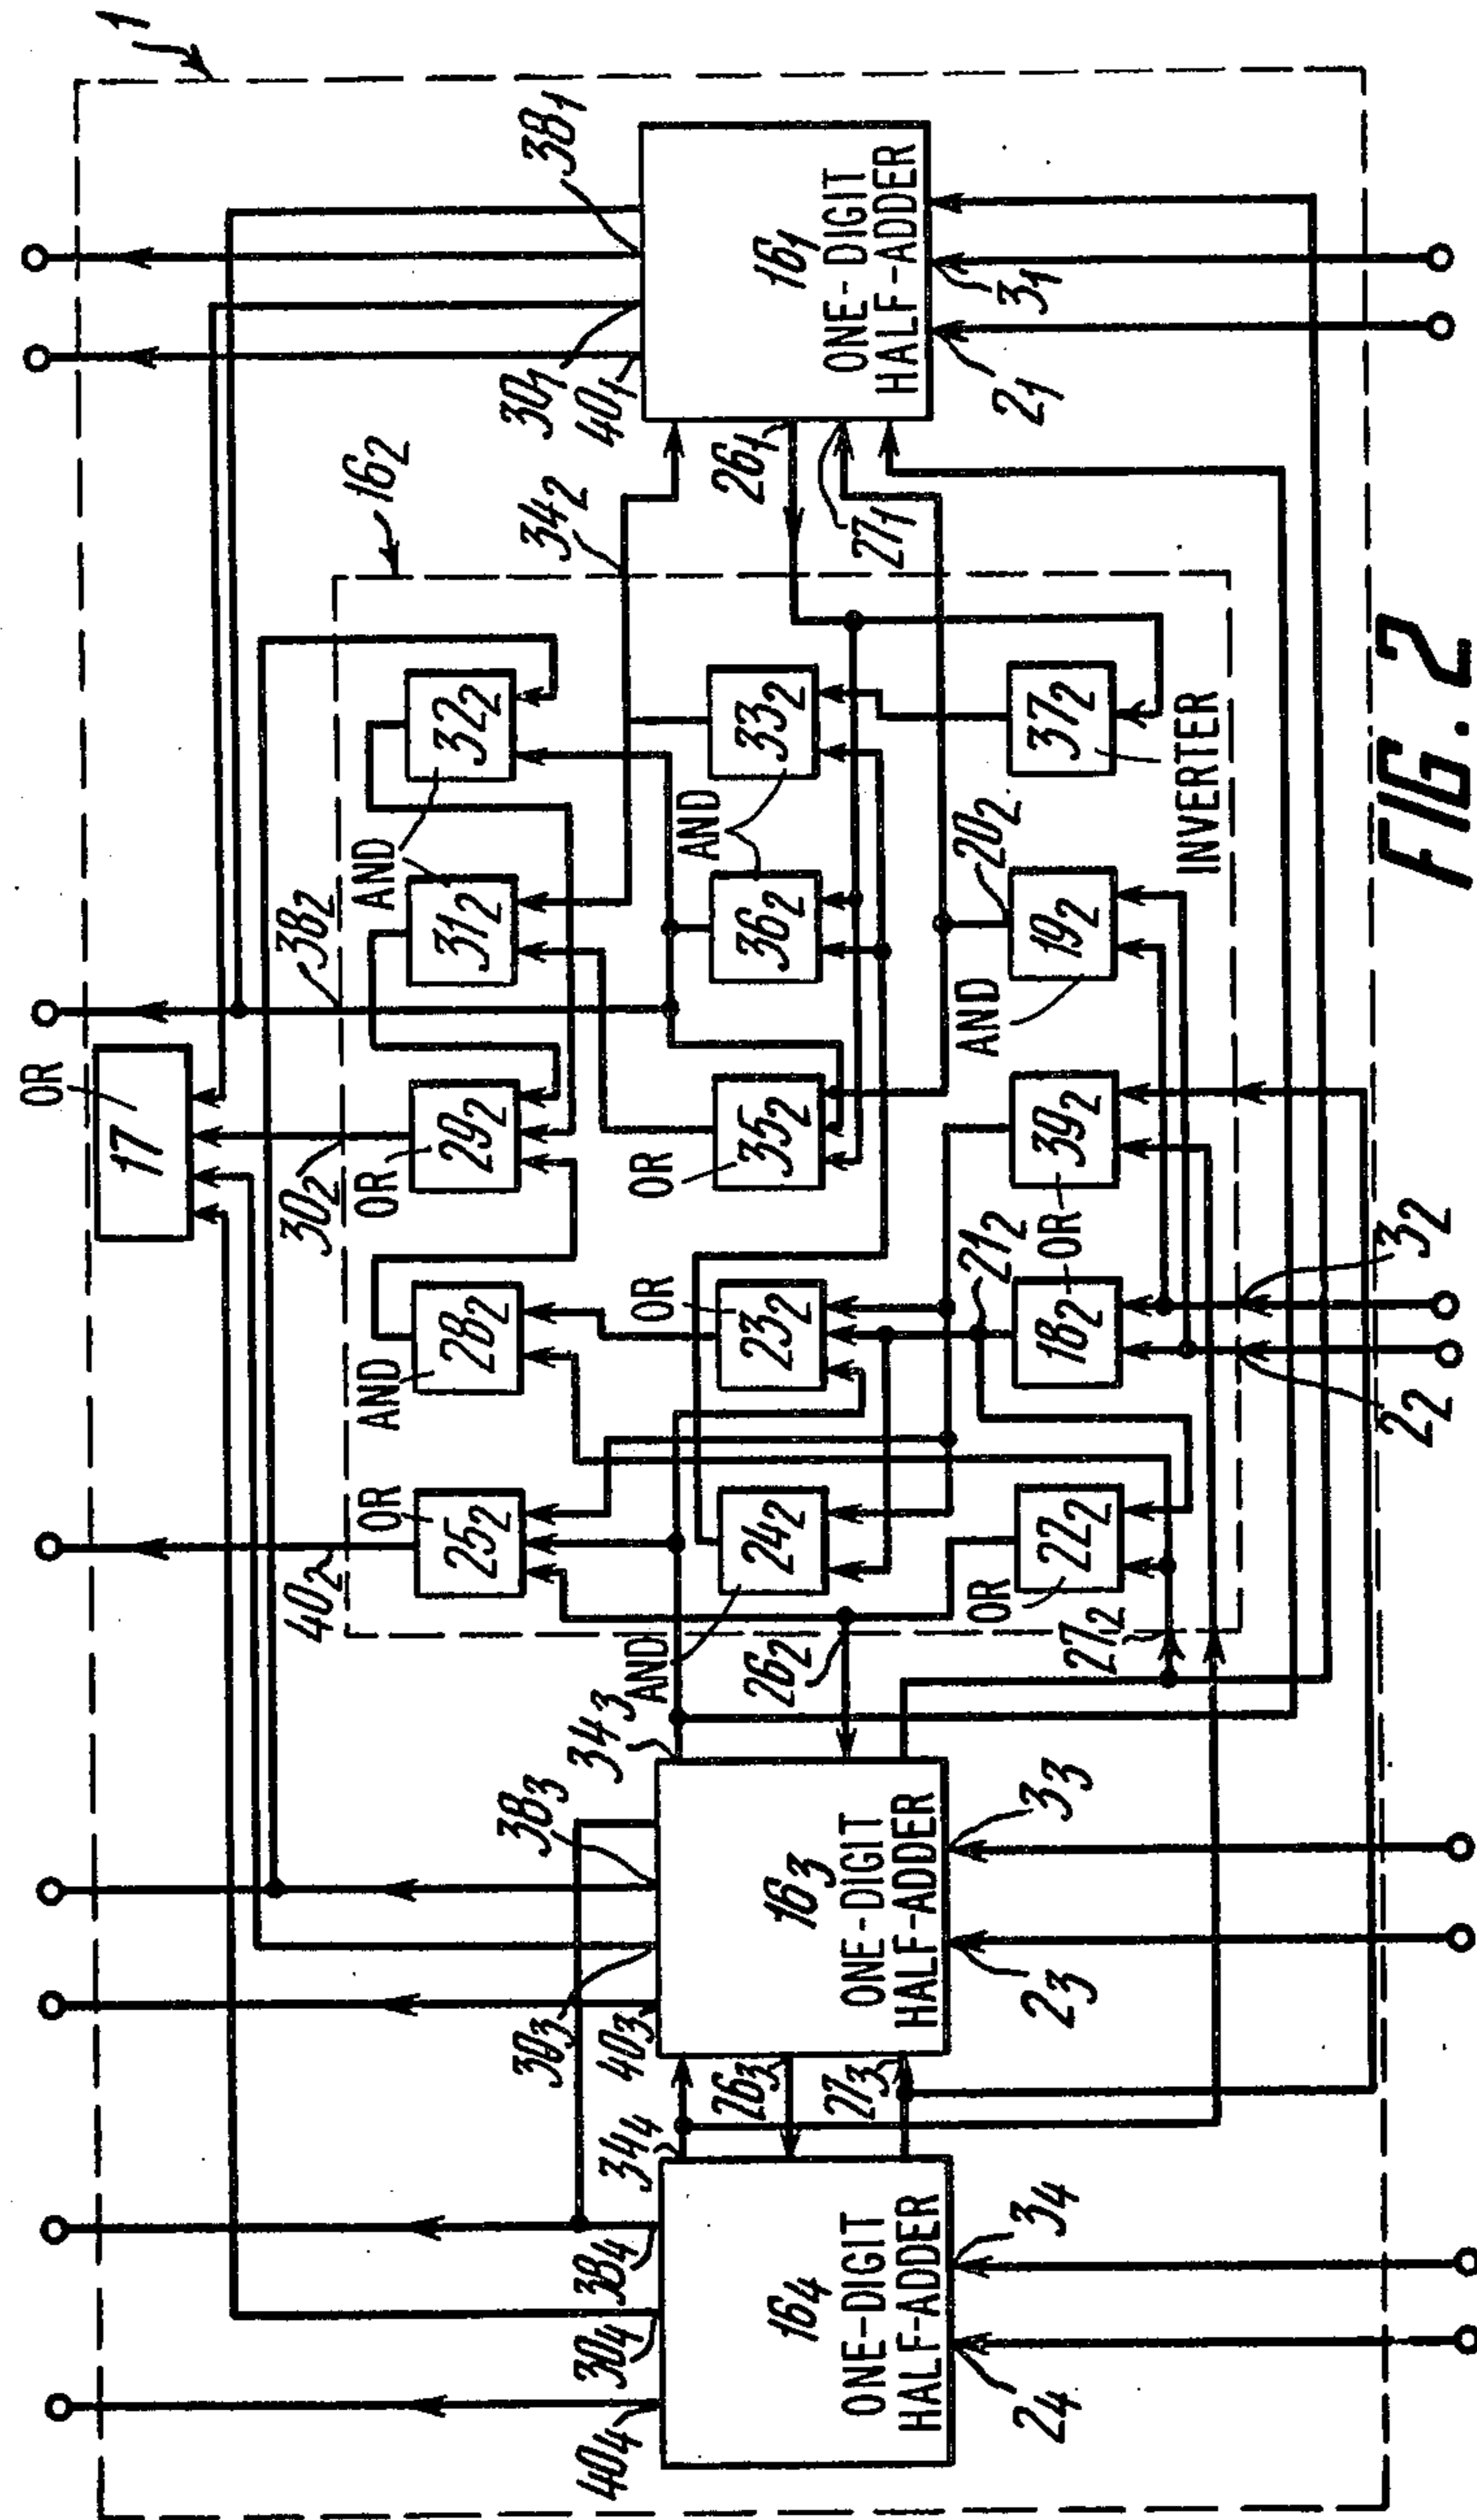 1
OR
17
38₁
30₁
40₁
16₁
ONE-DIGIT
HALF-ADDER
26₁
27₁
2₁
3₁
16₂
34₂
38₂
30₂
40₂
AND
32₂
31₂
OR
29₂
AND
28₂
OR
25₂
AND
33₂
36₂
OR
35₂
OR
23₂
AND
24₂
37₂
INVERTER
20₂
AND
19₂
39₂
OR
21₂
18₂
OR
22₂
26₂
27₂
3₂
2₂
34₃
38₃
30₃
40₃
16₃
ONE-DIGIT
HALF-ADDER
26₃
27₃
3₃
2₃
34₄
38₄
30₄
40₄
16₄
ONE-DIGIT
HALF-ADDER
3₄
2₄
FIG. 2